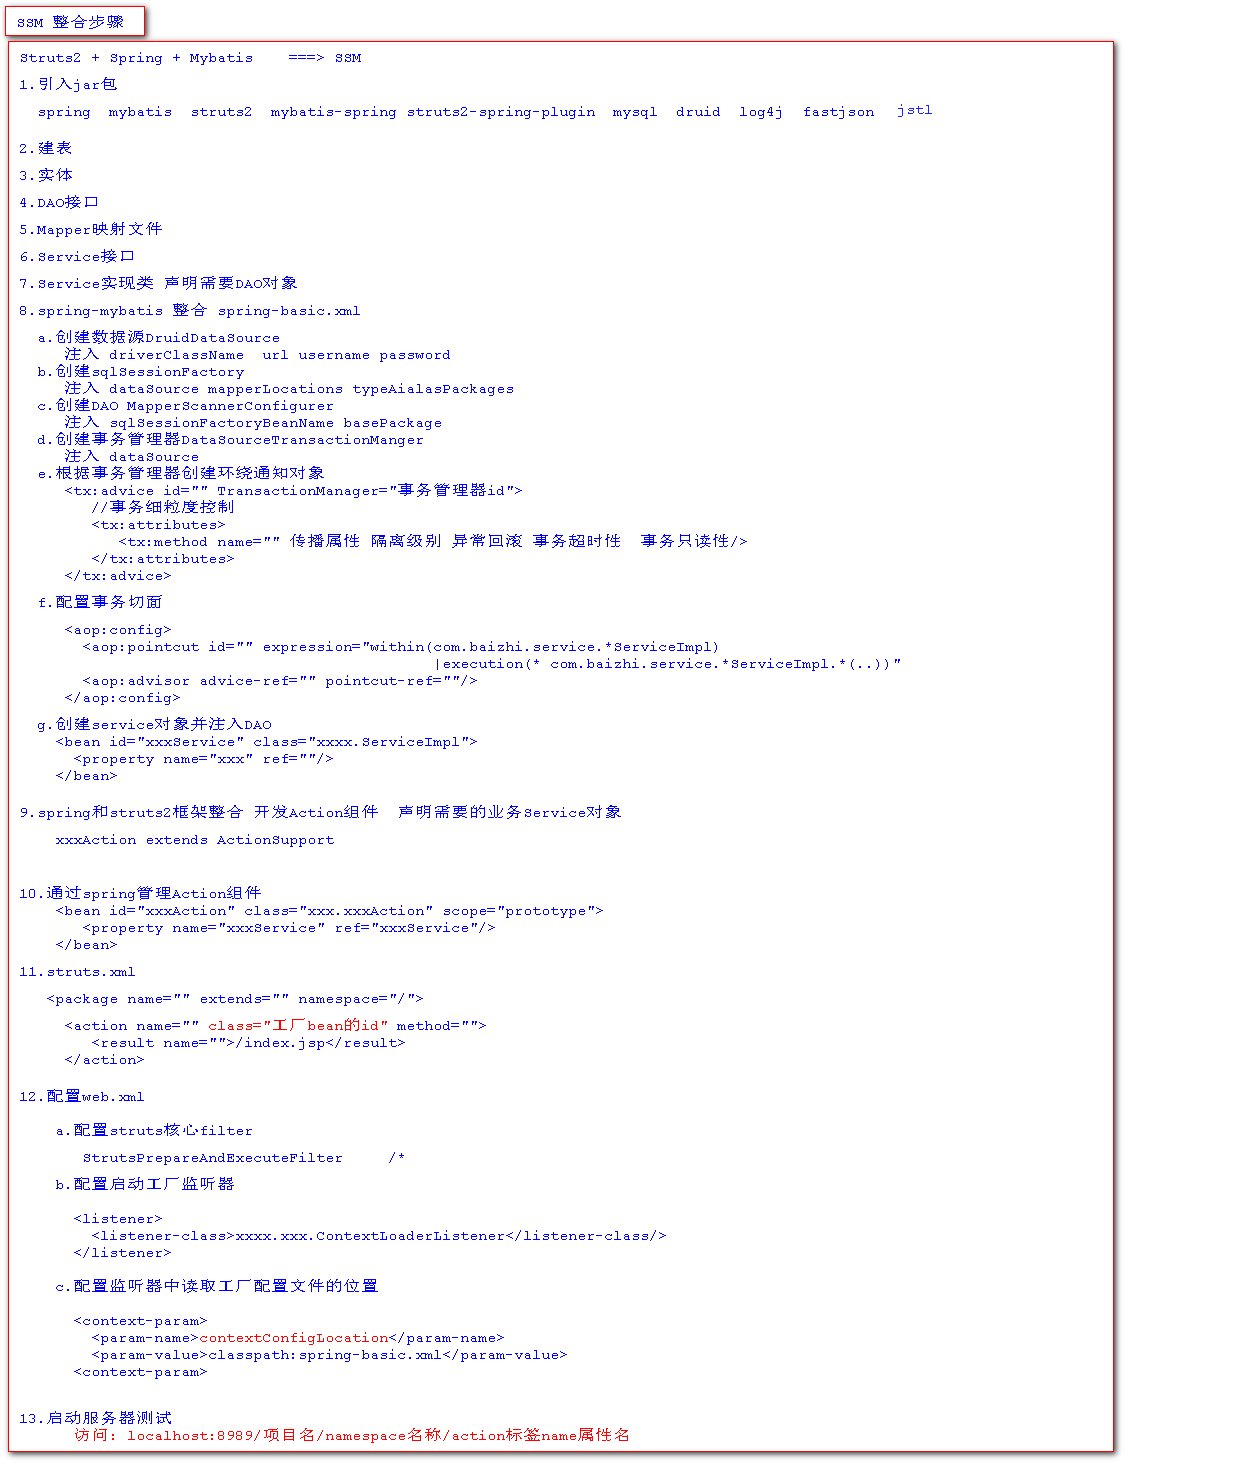 SSM 整合步骤
Struts2 + Spring + Mybatis ===> SSM
1.引入jar包
spring mybatis struts2 mybatis-spring struts2-spring-plugin mysql druid log4j fastjson jstl
2.建表
3.实体
4.DAO接口
5.Mapper映射文件
6.Service接口
7.Service实现类 声明需要DAO对象
8.spring-mybatis 整合 spring-basic.xml
a.创建数据源DruidDataSource
注入 driverClassName url username password
b.创建sqlSessionFactory
注入 dataSource mapperLocations typeAialasPackages
c.创建DAO MapperScannerConfigurer
注入 sqlSessionFactoryBeanName basePackage
d.创建事务管理器DataSourceTransactionManger
注入 dataSource
e.根据事务管理器创建环绕通知对象
<tx:advice id="" TransactionManager="事务管理器id">
//事务细粒度控制
<tx:attributes>
<tx:method name="" 传播属性 隔离级别 异常回滚 事务超时性 事务只读性/>
</tx:attributes>
</tx:advice>
f.配置事务切面
<aop:config>
<aop:pointcut id="" expression="within(com.baizhi.service.*ServiceImpl)
|execution(* com.baizhi.service.*ServiceImpl.*(..))"
<aop:advisor advice-ref="" pointcut-ref=""/>
</aop:config>
g.创建service对象并注入DAO
<bean id="xxxService" class="xxxx.ServiceImpl">
<property name="xxx" ref=""/>
</bean>
9.spring和struts2框架整合 开发Action组件 声明需要的业务Service对象
xxxAction extends ActionSupport
10.通过spring管理Action组件
<bean id="xxxAction" class="xxx.xxxAction" scope="prototype">
<property name="xxxService" ref="xxxService"/>
</bean>
11.struts.xml
<package name="" extends="" namespace="/">
<action name="" class="工厂bean的id" method="">
<result name="">/index.jsp</result>
</action>
12.配置web.xml
a.配置struts核心filter
StrutsPrepareAndExecuteFilter /*
b.配置启动工厂监听器
<listener>
<listener-class>xxxx.xxx.ContextLoaderListener</listener-class/>
</listener>
c.配置监听器中读取工厂配置文件的位置
<context-param>
<param-name>contextConfigLocation</param-name>
<param-value>classpath:spring-basic.xml</param-value>
<context-param>
13.启动服务器测试
访问: localhost:8989/项目名/namespace名称/action标签name属性名